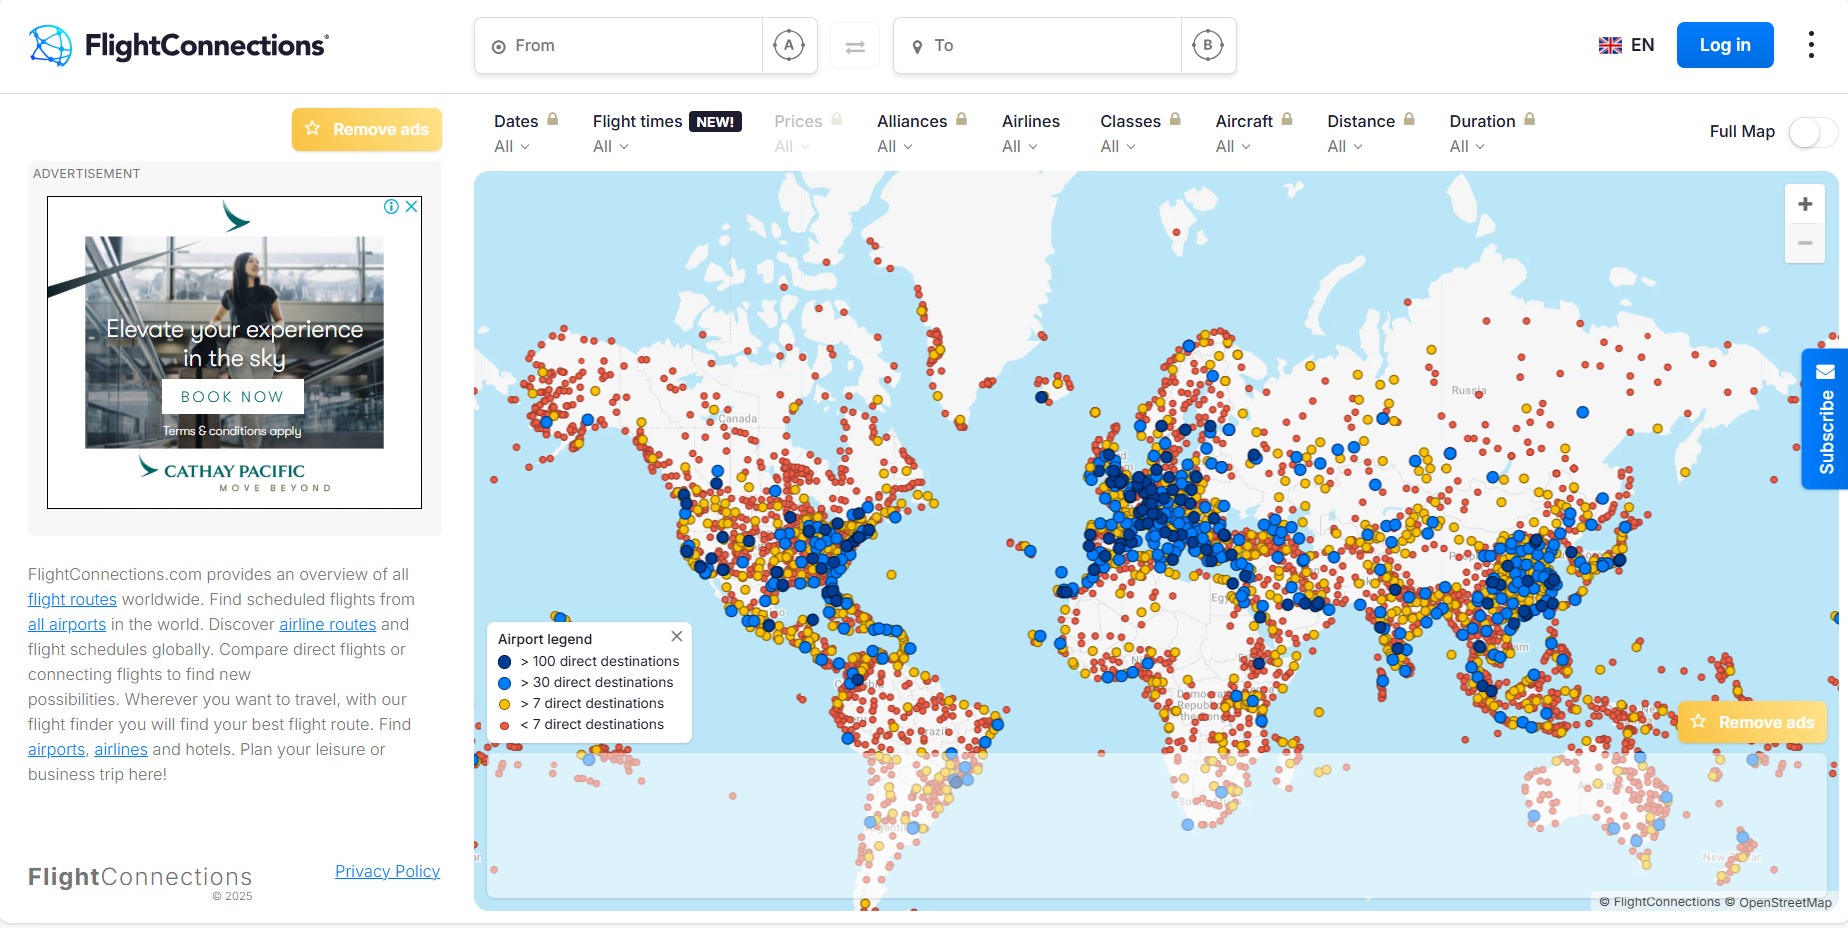 FlightConnections®
From
A
To
B
EN
Log in
Remove ads
ADVERTISEMENT
Elevate your experience
in the sky
BOOK NOW
Terms & conditions apply
CATHAY PACIFIC
MOVE BEYOND
FlightConnections.com provides an overview of all
flight routes worldwide. Find scheduled flights from
all airports in the world. Discover airline routes and
flight schedules globally. Compare direct flights or
connecting flights to find new
possibilities. Wherever you want to travel, with our
flight finder you will find your best flight route. Find
airports, airlines and hotels. Plan your leisure or
business trip here!
FlightConnections
© 2025
Privacy Policy
Dates
All
Flight times NEW!
All
Prices
All
Alliances
All
Airlines
All
Classes
All
Aircraft
All
Distance
All
Duration
All
Full Map
+
−
Subscribe
Canada
Russia
Airport legend
> 100 direct destinations
> 30 direct destinations
> 7 direct destinations
< 7 direct destinations
Remove ads
© FlightConnections © OpenStreetMap